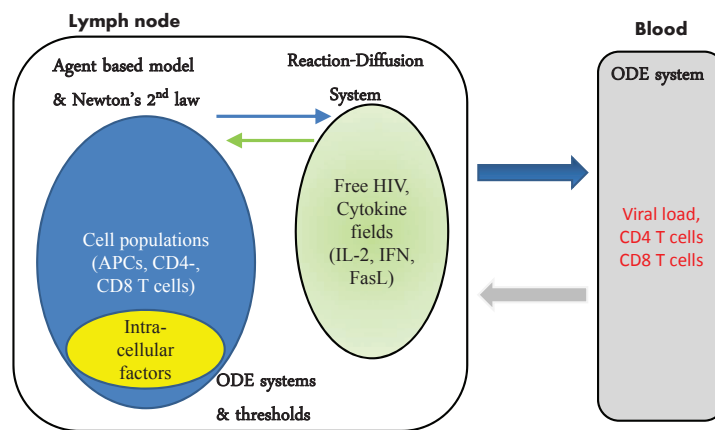 Lymph node
Agent based model
& Newton's 2nd law
Reaction-Diffusion
System
Cell populations
(APCs, CD4-,
CD8 T cells)
Intra-
cellular
factors
ODE systems
& thresholds
Free HIV,
Cytokine
fields
(IL-2, IFN,
FasL)
Blood
ODE system
Viral load,
CD4 T cells
CD8 T cells